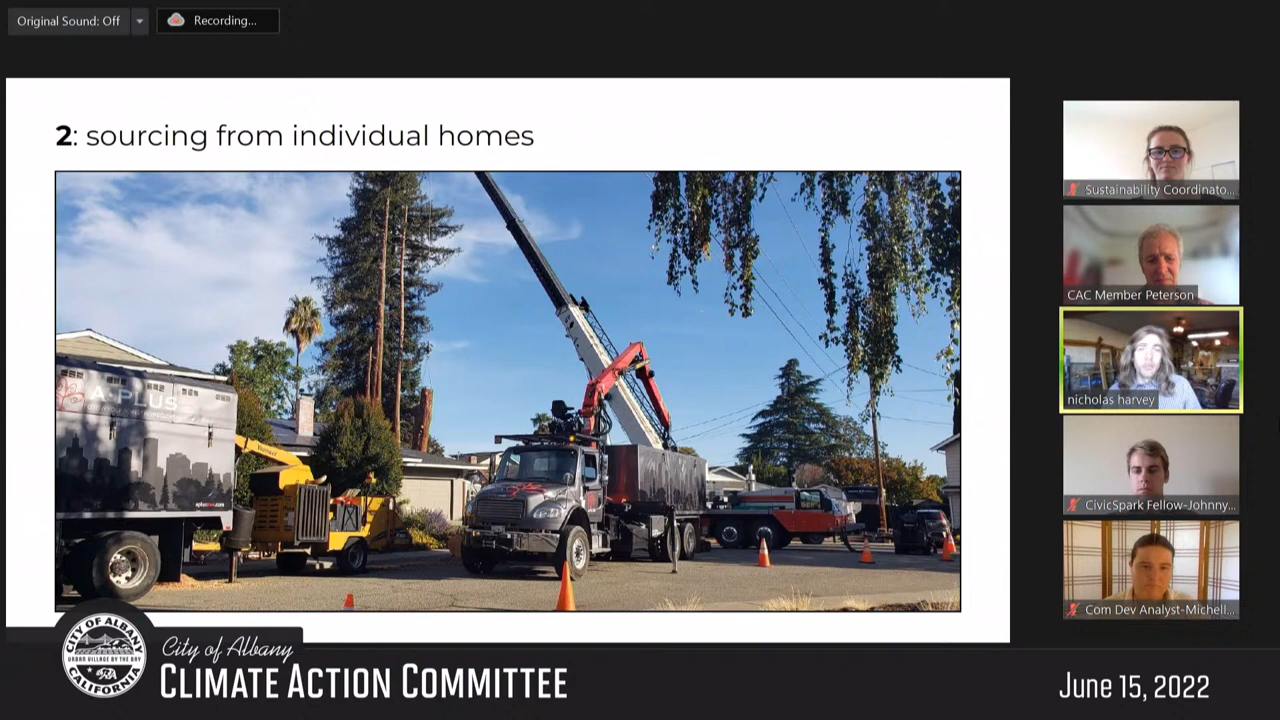 Original Sound: Off
Recording...
2: sourcing from individual homes
A-PLUS
Sustainability Coordinato...
CAC Member Peterson
nicholas harvey
CivicSpark Fellow-Johnny...
Com Dev Analyst-Michell...
CITY OF ALBANY
URBAN VILLAGE BY THE BAY
CALIFORNIA
City of Albany
CLIMATE ACTION COMMITTEE
June 15, 2022